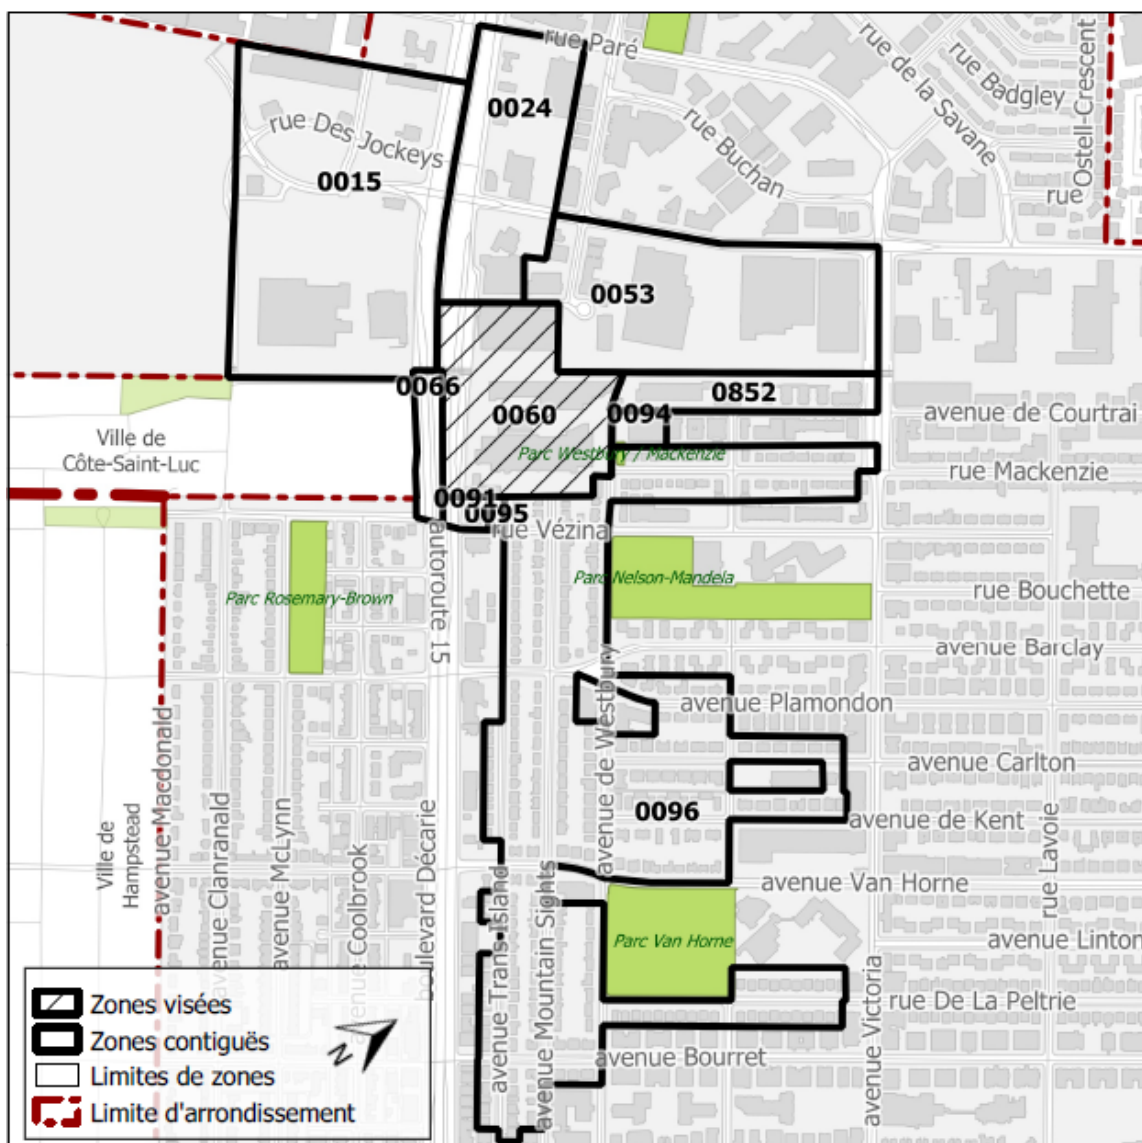 rue Paré
rue de la Savane
rue Badgley
rue Ostell-Crescent
0024
rue Des Jockeys
rue Buchan
0015
0053
0066
0852
0060
0094
avenue de Courtrai
Ville de
Côte-Saint-Luc
Parc Westbury / Mackenzie
rue Mackenzie
0091
0095
rue Vézina
autoroute 15
Parc Nelson-Mandela
rue Bouchette
Parc Rosemary-Brown
avenue Barclay
avenue Plamondon
avenue de Westbury
avenue Carlton
0096
avenue de Kent
rue Lavoie
Ville de
Hampstead
avenue Macdonald
avenue Clanranald
avenue McLynn
avenue Coolbrook
boulevard Décarie
avenue Trans Island
avenue Mountain Sights
avenue Van Horne
Parc Van Horne
avenue Linton
avenue Victoria
rue De La Peltrie
avenue Bourret
Zones visées
Zones contiguës
Limites de zones
Limite d'arrondissement
N